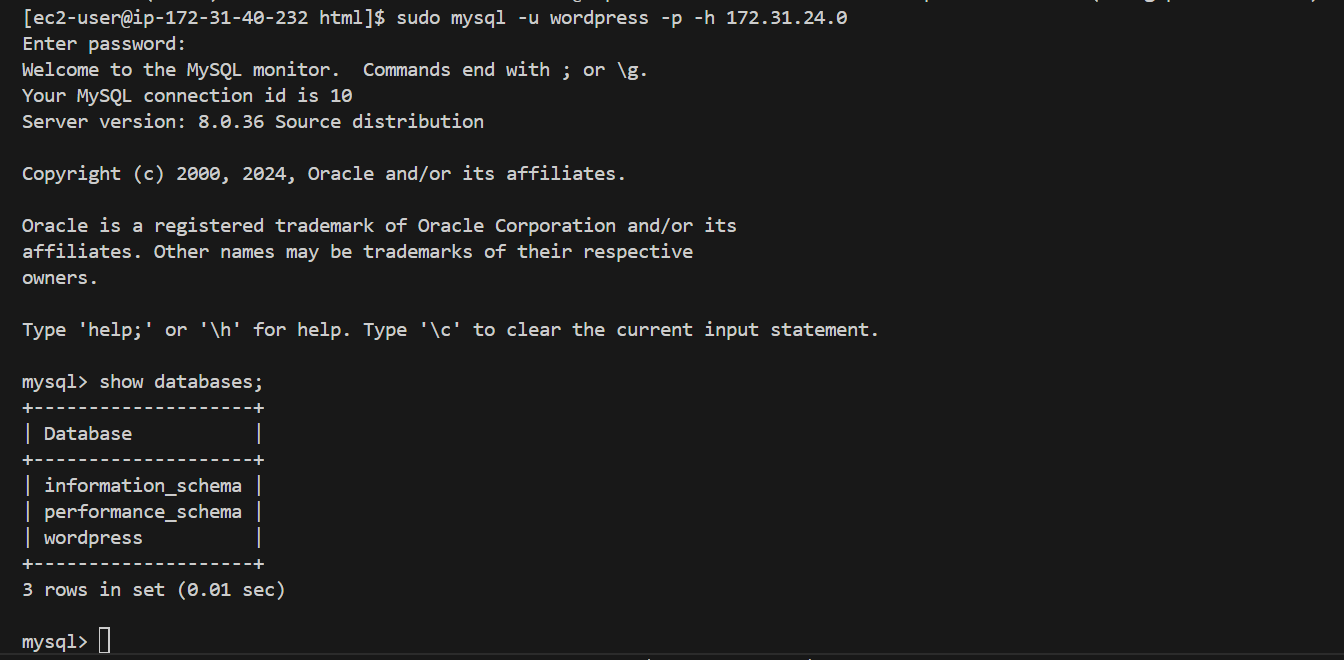 [ec2-user@ip-172-31-40-232 html]$ sudo mysql -u wordpress -p -h 172.31.24.0
Enter password:
Welcome to the MySQL monitor.  Commands end with ; or \g.
Your MySQL connection id is 10
Server version: 8.0.36 Source distribution

Copyright (c) 2000, 2024, Oracle and/or its affiliates.

Oracle is a registered trademark of Oracle Corporation and/or its
affiliates. Other names may be trademarks of their respective
owners.

Type 'help;' or '\h' for help. Type '\c' to clear the current input statement.

mysql> show databases;
+--------------------+
| Database           |
+--------------------+
| information_schema |
| performance_schema |
| wordpress          |
+--------------------+
3 rows in set (0.01 sec)

mysql>